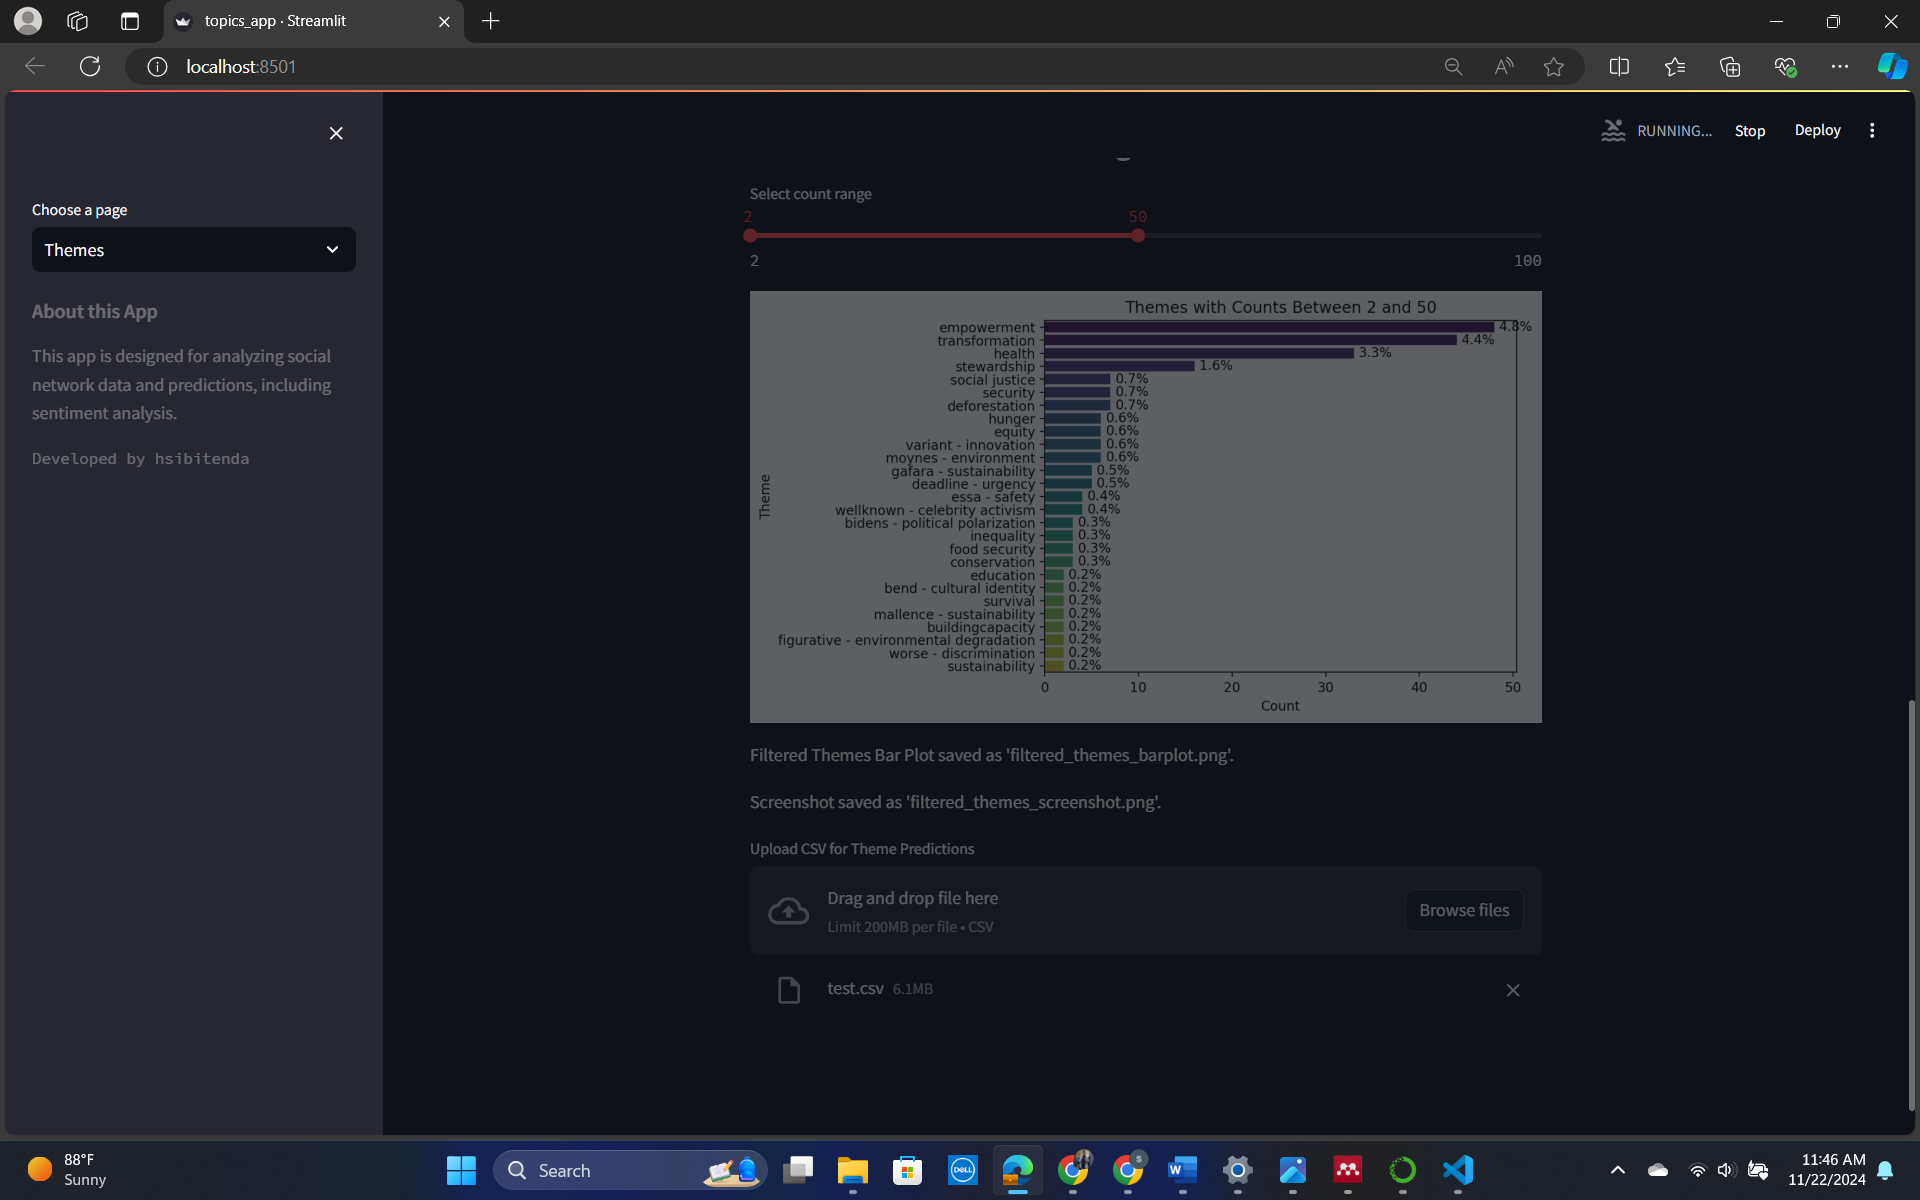 topics_app · Streamlit
localhost:8501
RUNNING...
Stop
Deploy
Choose a page
Themes
About this App
This app is designed for analyzing social
network data and predictions, including
sentiment analysis.
Developed by hsibitenda
Select count range
2
50
2
100
Themes with Counts Between 2 and 50
empowerment 4.8%
transformation 4.4%
health 3.3%
stewardship 1.6%
social justice 0.7%
security 0.7%
deforestation 0.7%
hunger 0.6%
equity 0.6%
variant - innovation 0.6%
moynes - environment 0.6%
gafara - sustainability 0.5%
deadline - urgency 0.5%
essa - safety 0.4%
wellknown - celebrity activism 0.4%
bidens - political polarization 0.3%
inequality 0.3%
food security 0.3%
conservation 0.3%
education 0.2%
bend - cultural identity 0.2%
survival 0.2%
mallence - sustainability 0.2%
buildingcapacity 0.2%
figurative - environmental degradation 0.2%
worse - discrimination 0.2%
sustainability 0.2%
Theme
0 10 20 30 40 50
Count
Filtered Themes Bar Plot saved as 'filtered_themes_barplot.png'.
Screenshot saved as 'filtered_themes_screenshot.png'.
Upload CSV for Theme Predictions
Drag and drop file here
Limit 200MB per file • CSV
Browse files
test.csv 6.1MB
88°F
Sunny
Search
DELL
S
W
11:46 AM
11/22/2024